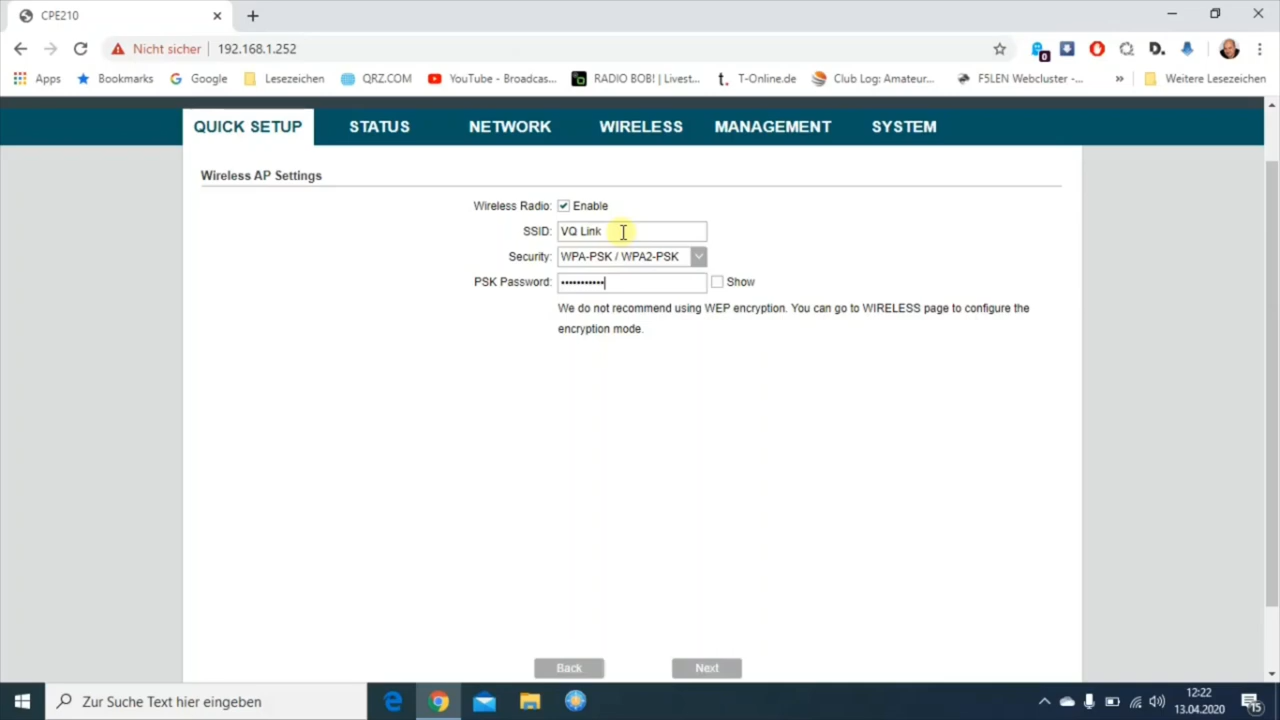 CPE210
Nicht sicher 192.168.1.252
0
D.
Apps Bookmarks Google Lesezeichen QRZ.COM YouTube - Broadcas... RADIO BOB! | Livest... T-Online.de Club Log: Amateur... F5LEN Webcluster -... » Weitere Lesezeichen
QUICK SETUP STATUS NETWORK WIRELESS MANAGEMENT SYSTEM
Wireless AP Settings
Wireless Radio: Enable
SSID: VQ Link
Security: WPA-PSK / WPA2-PSK
PSK Password: ••••••••••• Show
We do not recommend using WEP encryption. You can go to WIRELESS page to configure the
encryption mode.
Back Next
Zur Suche Text hier eingeben
12:22
13.04.2020
15